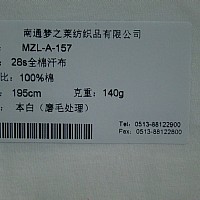 南通梦之莱纺织品有限公司
MZL-A-157
28s全棉汗布
比: 100%棉
195cm 克重: 140g
本白 (磨毛处理)
Tel: 0513-88122900
Fax: 0513-88122800